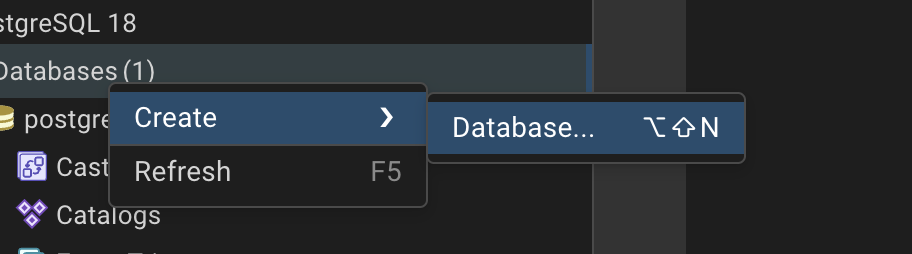 stgreSQL 18
Databases (1)
postgre
Create
Database... ⌥⇧N
Cast
Refresh F5
Catalogs